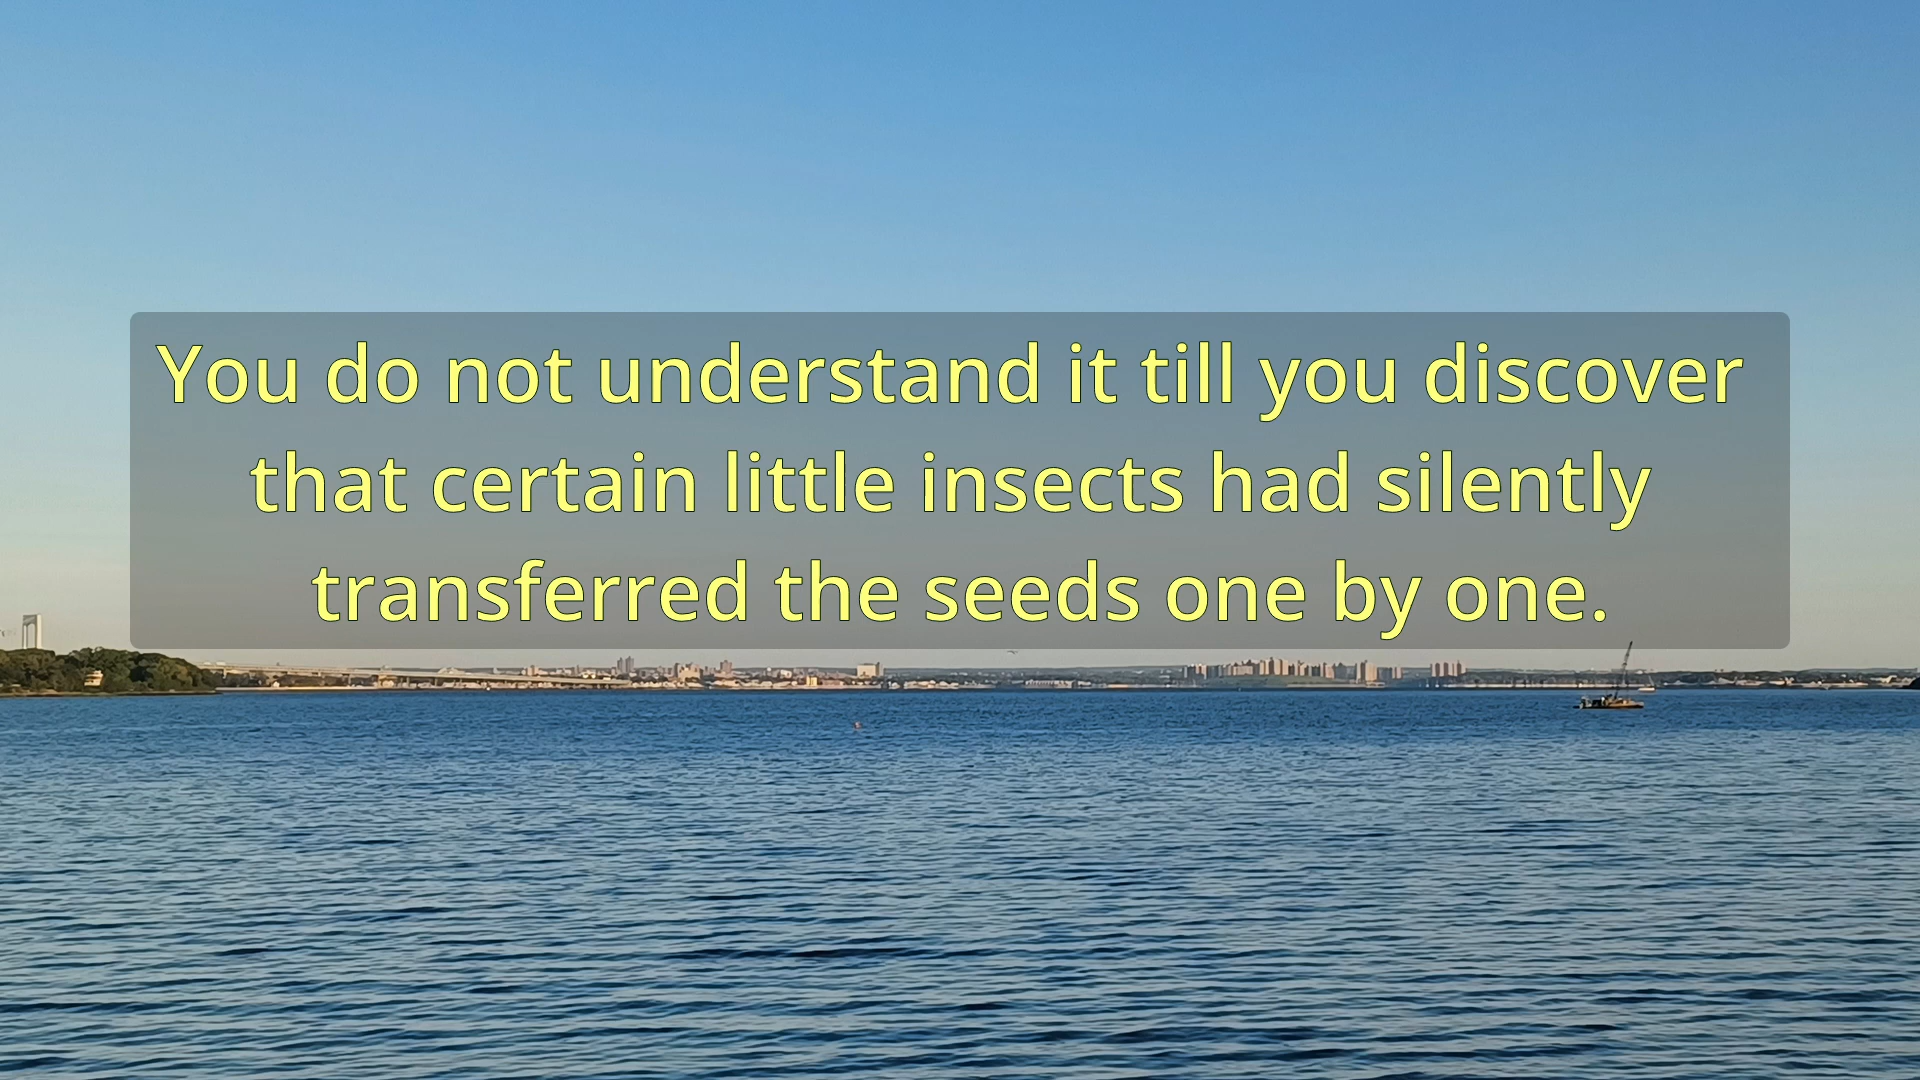 You do not understand it till you discover
that certain little insects had silently
transferred the seeds one by one.